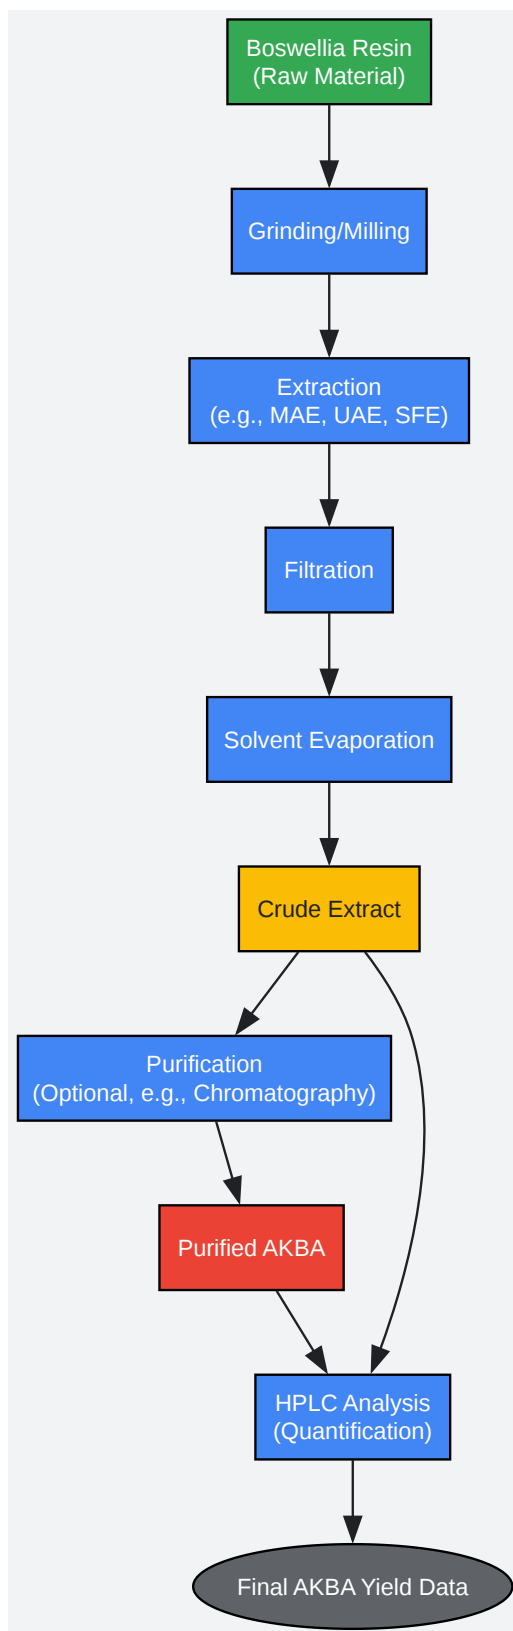 Boswellia Resin
(Raw Material)
Grinding/Milling
Extraction
(e.g., MAE, UAE, SFE)
Filtration
Solvent Evaporation
Crude Extract
Purification
(Optional, e.g., Chromatography)
Purified AKBA
HPLC Analysis
(Quantification)
Final AKBA Yield Data